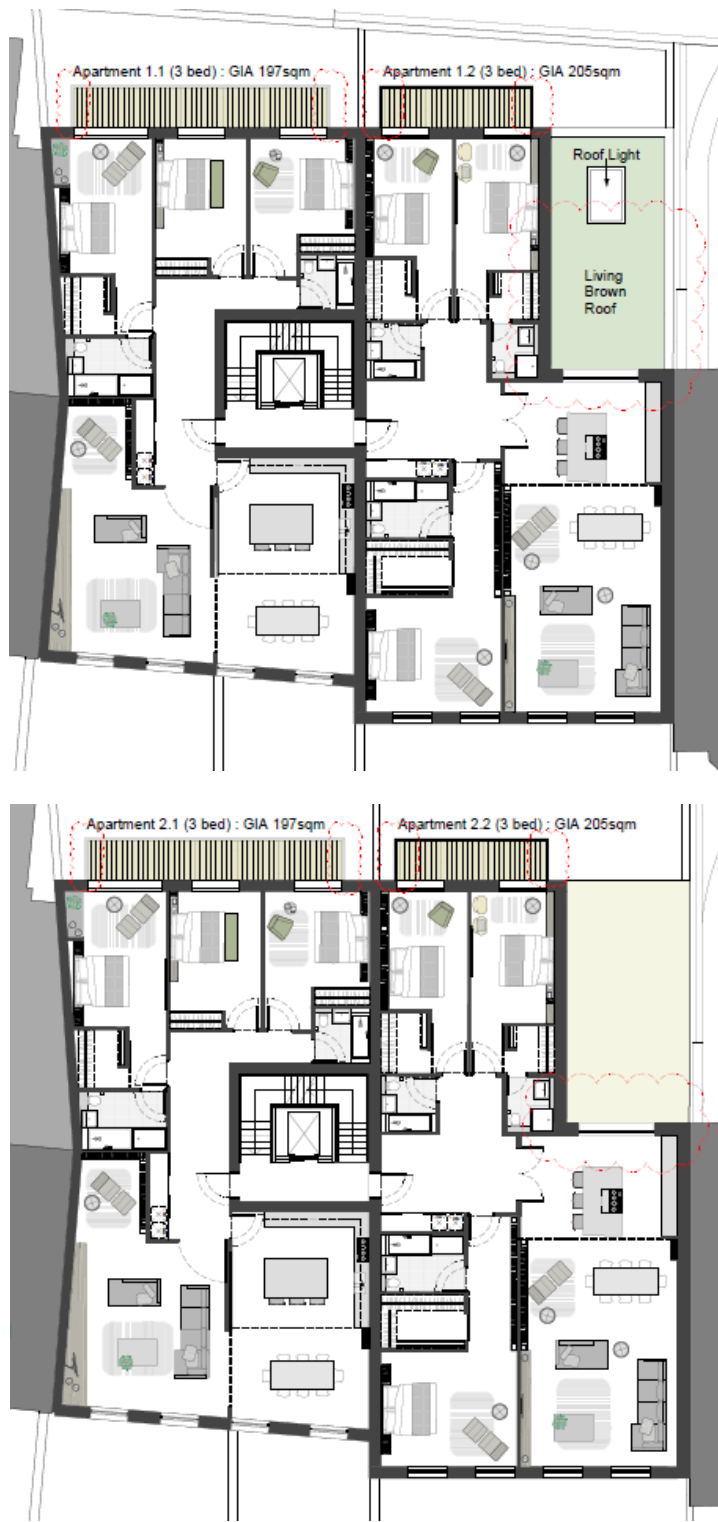 Apartment 1.1 (3 bed) : GIA 197sqm
Apartment 1.2 (3 bed) : GIA 205sqm
Roof Light
Living
Brown
Roof
Apartment 2.1 (3 bed) : GIA 197sqm
Apartment 2.2 (3 bed) : GIA 205sqm